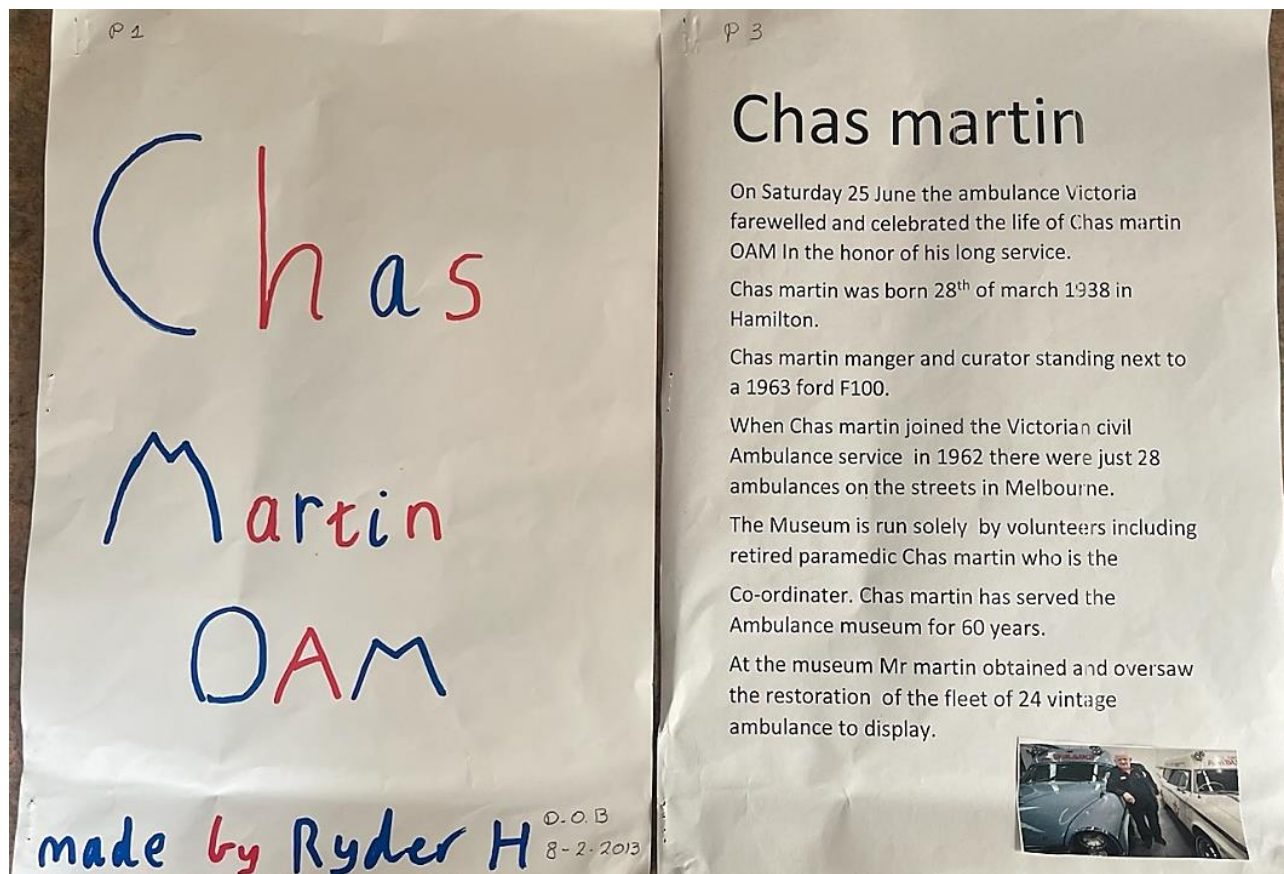 P 1
Chas
Martin
OAM
made by Ryder H
D.O.B
8-2-2013
P 3
Chas martin
On Saturday 25 June the ambulance Victoria
farewelled and celebrated the life of Chas martin
OAM In the honor of his long service.
Chas martin was born 28th of march 1938 in
Hamilton.
Chas martin manger and curator standing next to
a 1963 ford F100.
When Chas martin joined the Victorian civil
Ambulance service in 1962 there were just 28
ambulances on the streets in Melbourne.
The Museum is run solely by volunteers including
retired paramedic Chas martin who is the
Co-ordinater. Chas martin has served the
Ambulance museum for 60 years.
At the museum Mr martin obtained and oversaw
the restoration of the fleet of 24 vintage
ambulance to display.